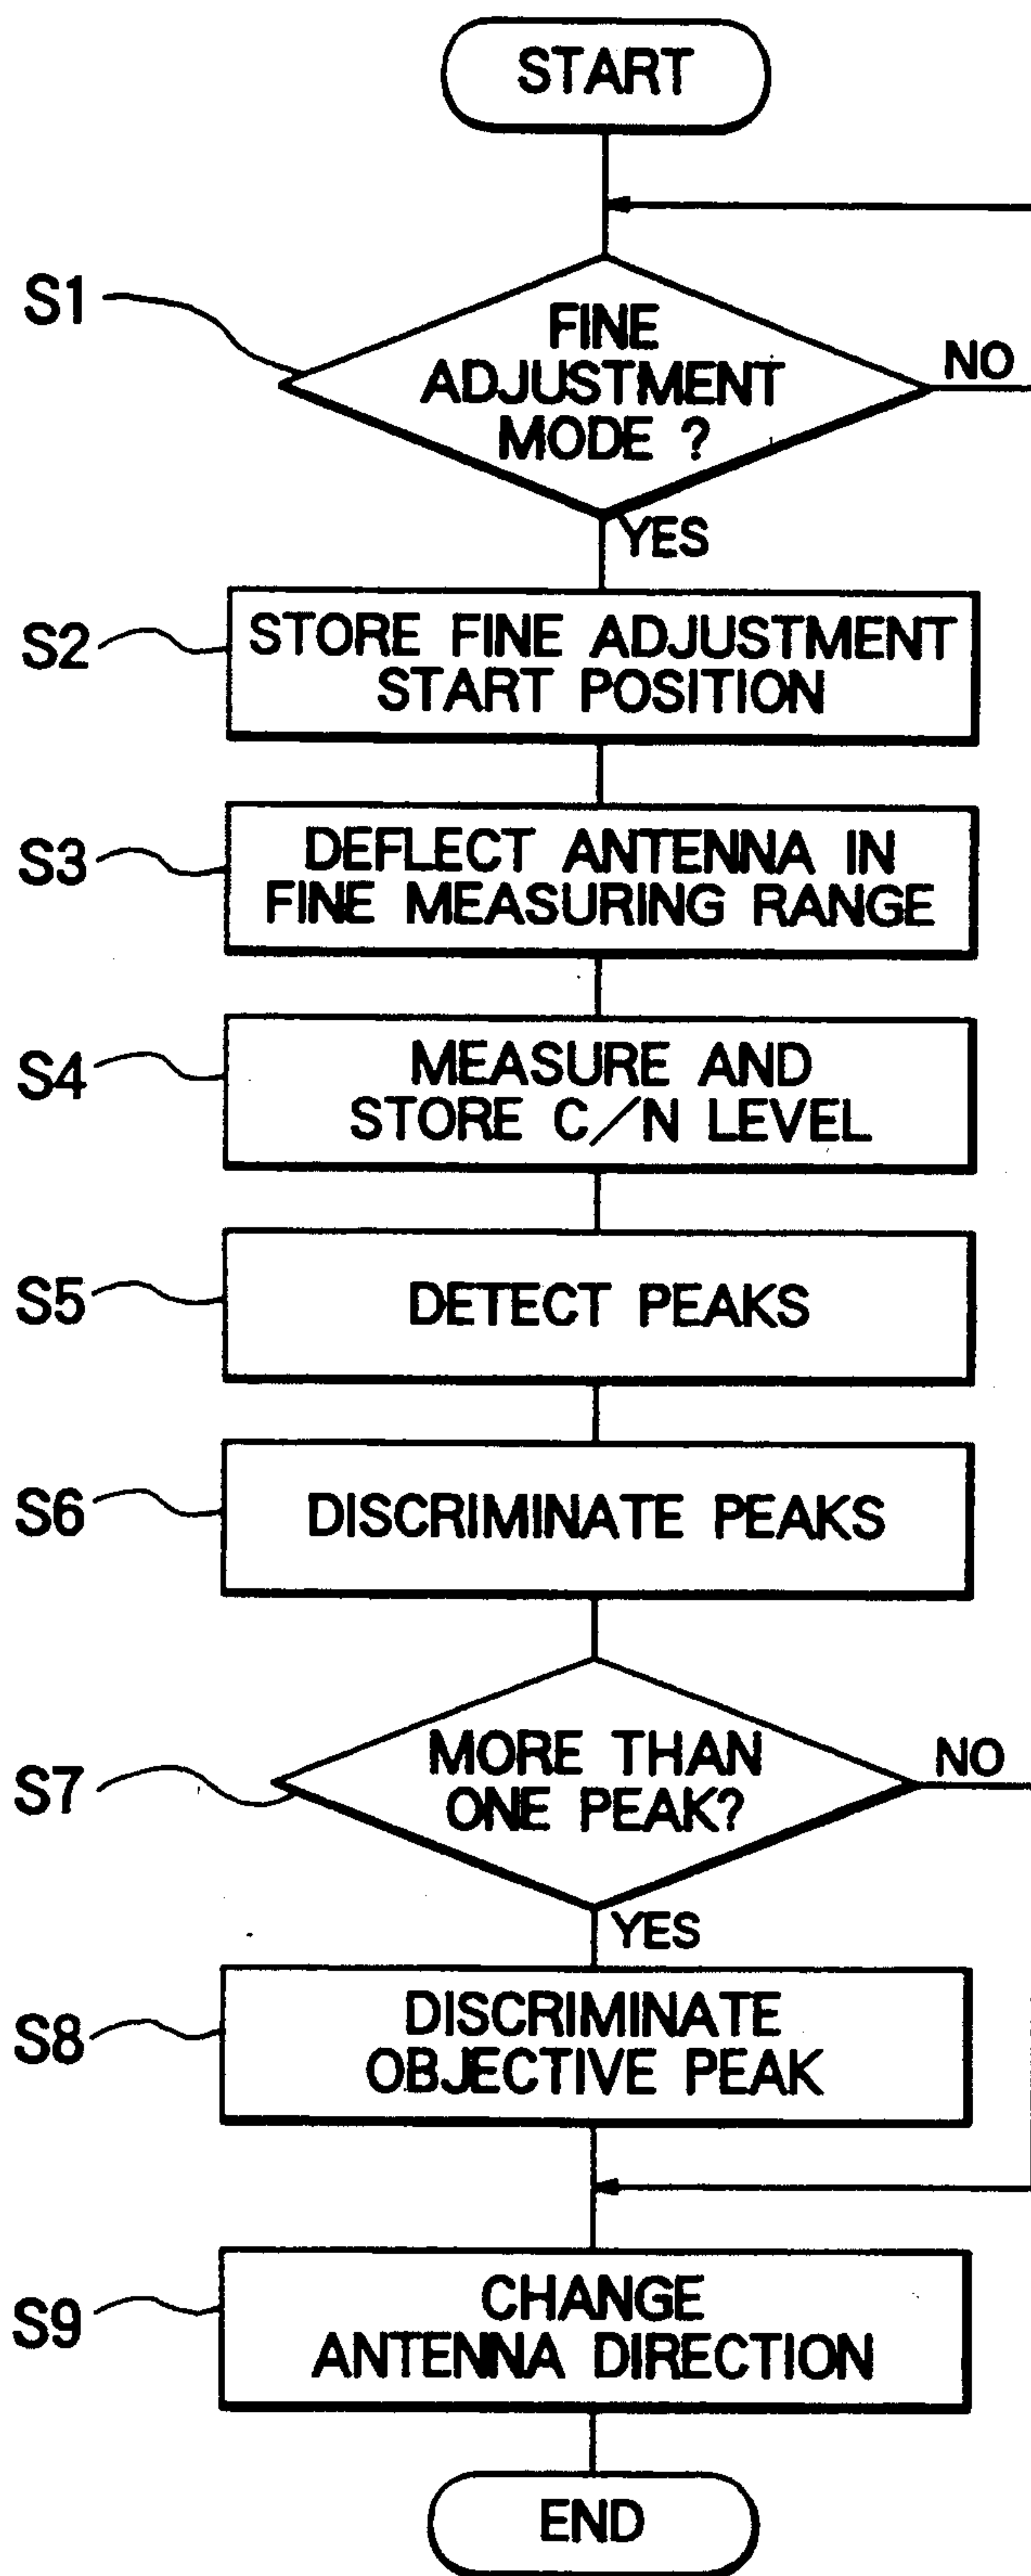 START
S1
FINE
ADJUSTMENT
MODE ?
NO
YES
S2
STORE FINE ADJUSTMENT
START POSITION
S3
DEFLECT ANTENNA IN
FINE MEASURING RANGE
S4
MEASURE AND
STORE C/N LEVEL
S5
DETECT PEAKS
S6
DISCRIMINATE PEAKS
S7
MORE THAN
ONE PEAK?
NO
YES
S8
DISCRIMINATE
OBJECTIVE PEAK
S9
CHANGE
ANTENNA DIRECTION
END